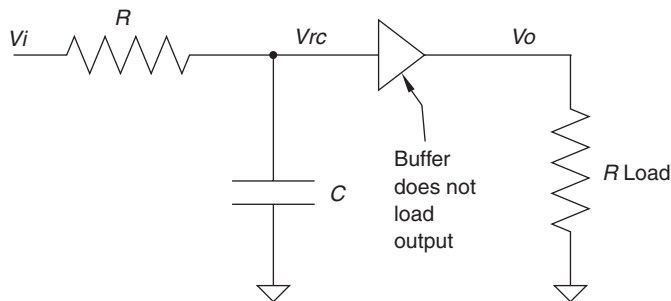 R
Vi
Vrc
Vo
Buffer
does not
load
output
C
R Load